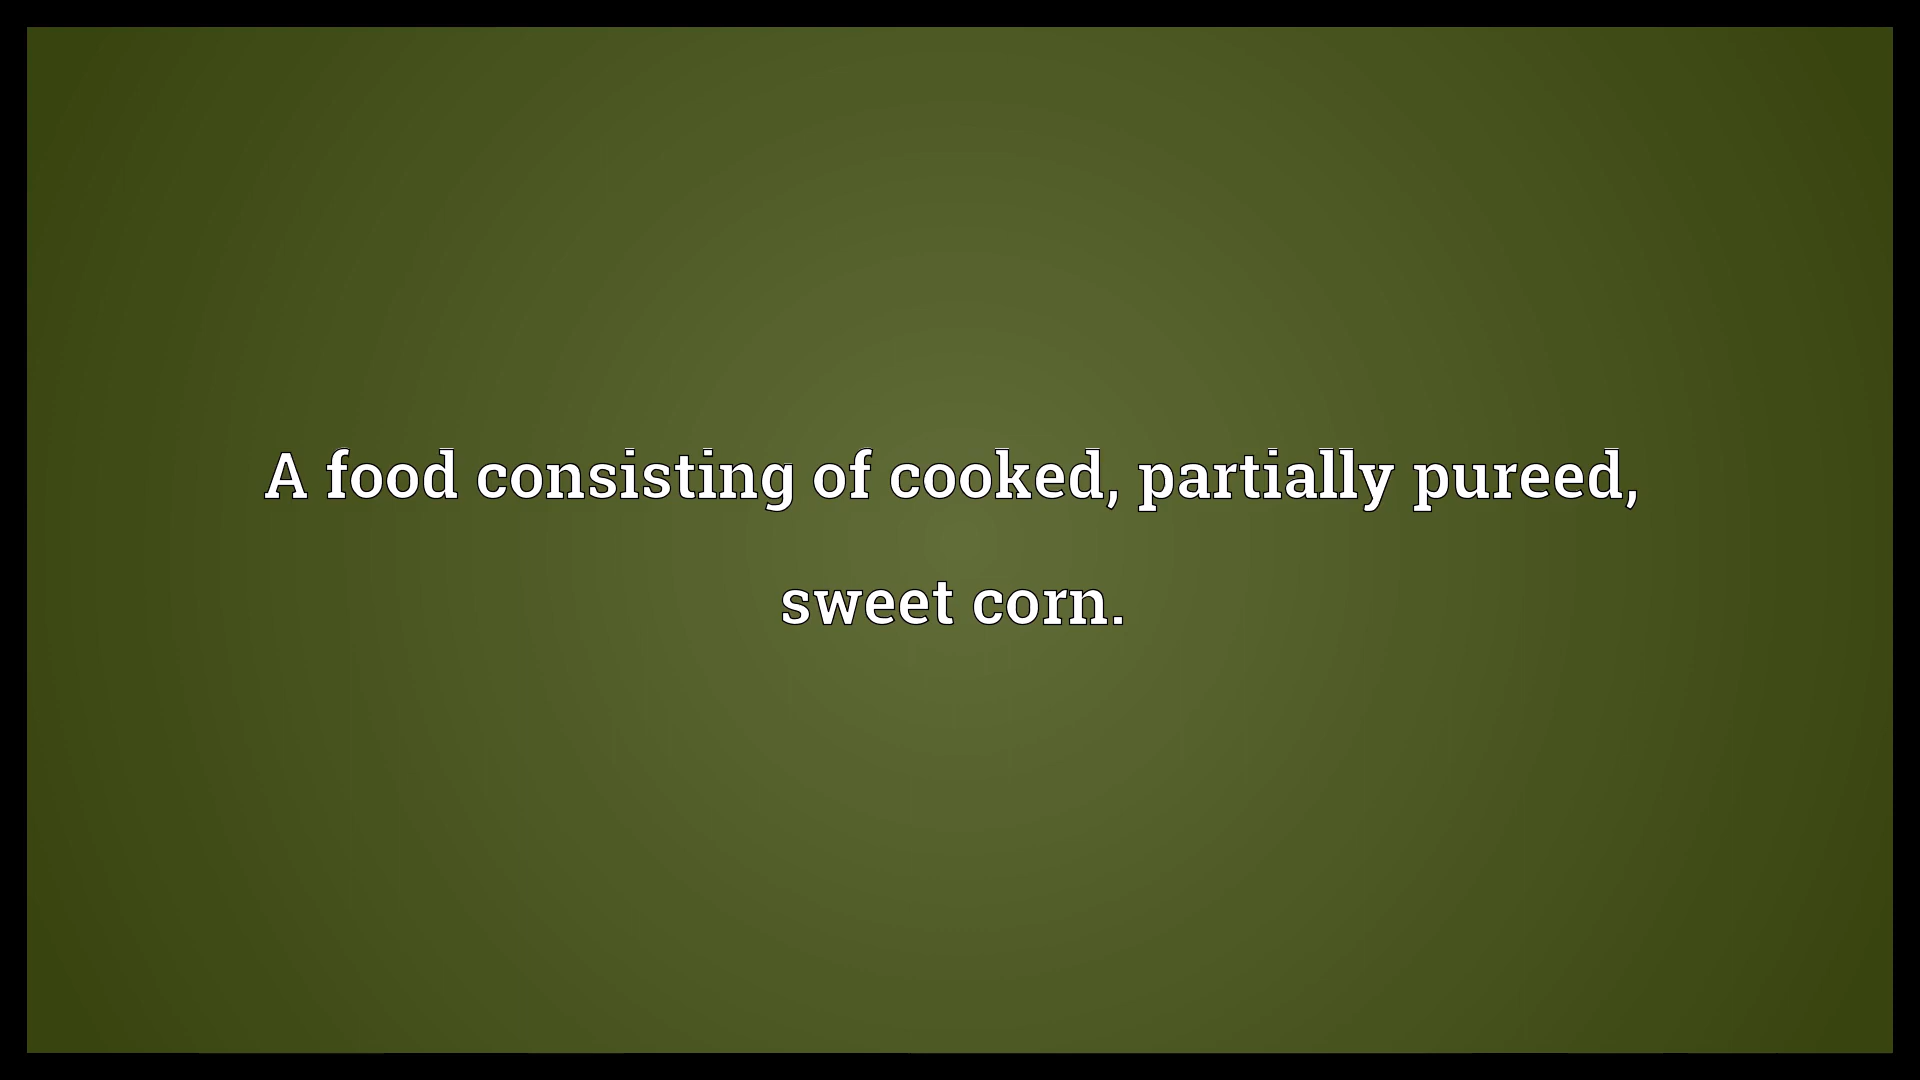 A food consisting of cooked, partially pureed,
sweet corn.